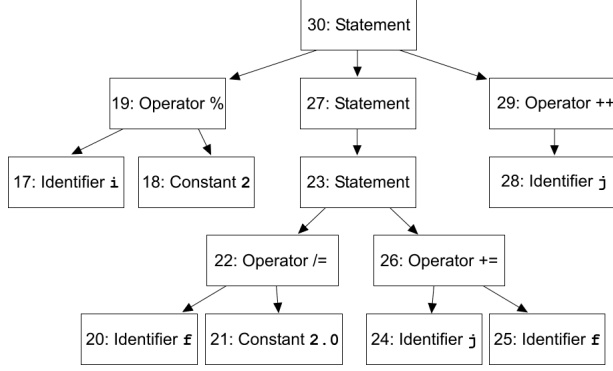 30: Statement
19: Operator %
27: Statement
29: Operator ++
17: Identifier i
18: Constant 2
23: Statement
28: Identifier j
22: Operator /=
26: Operator +=
20: Identifier f
21: Constant 2.0
24: Identifier j
25: Identifier f